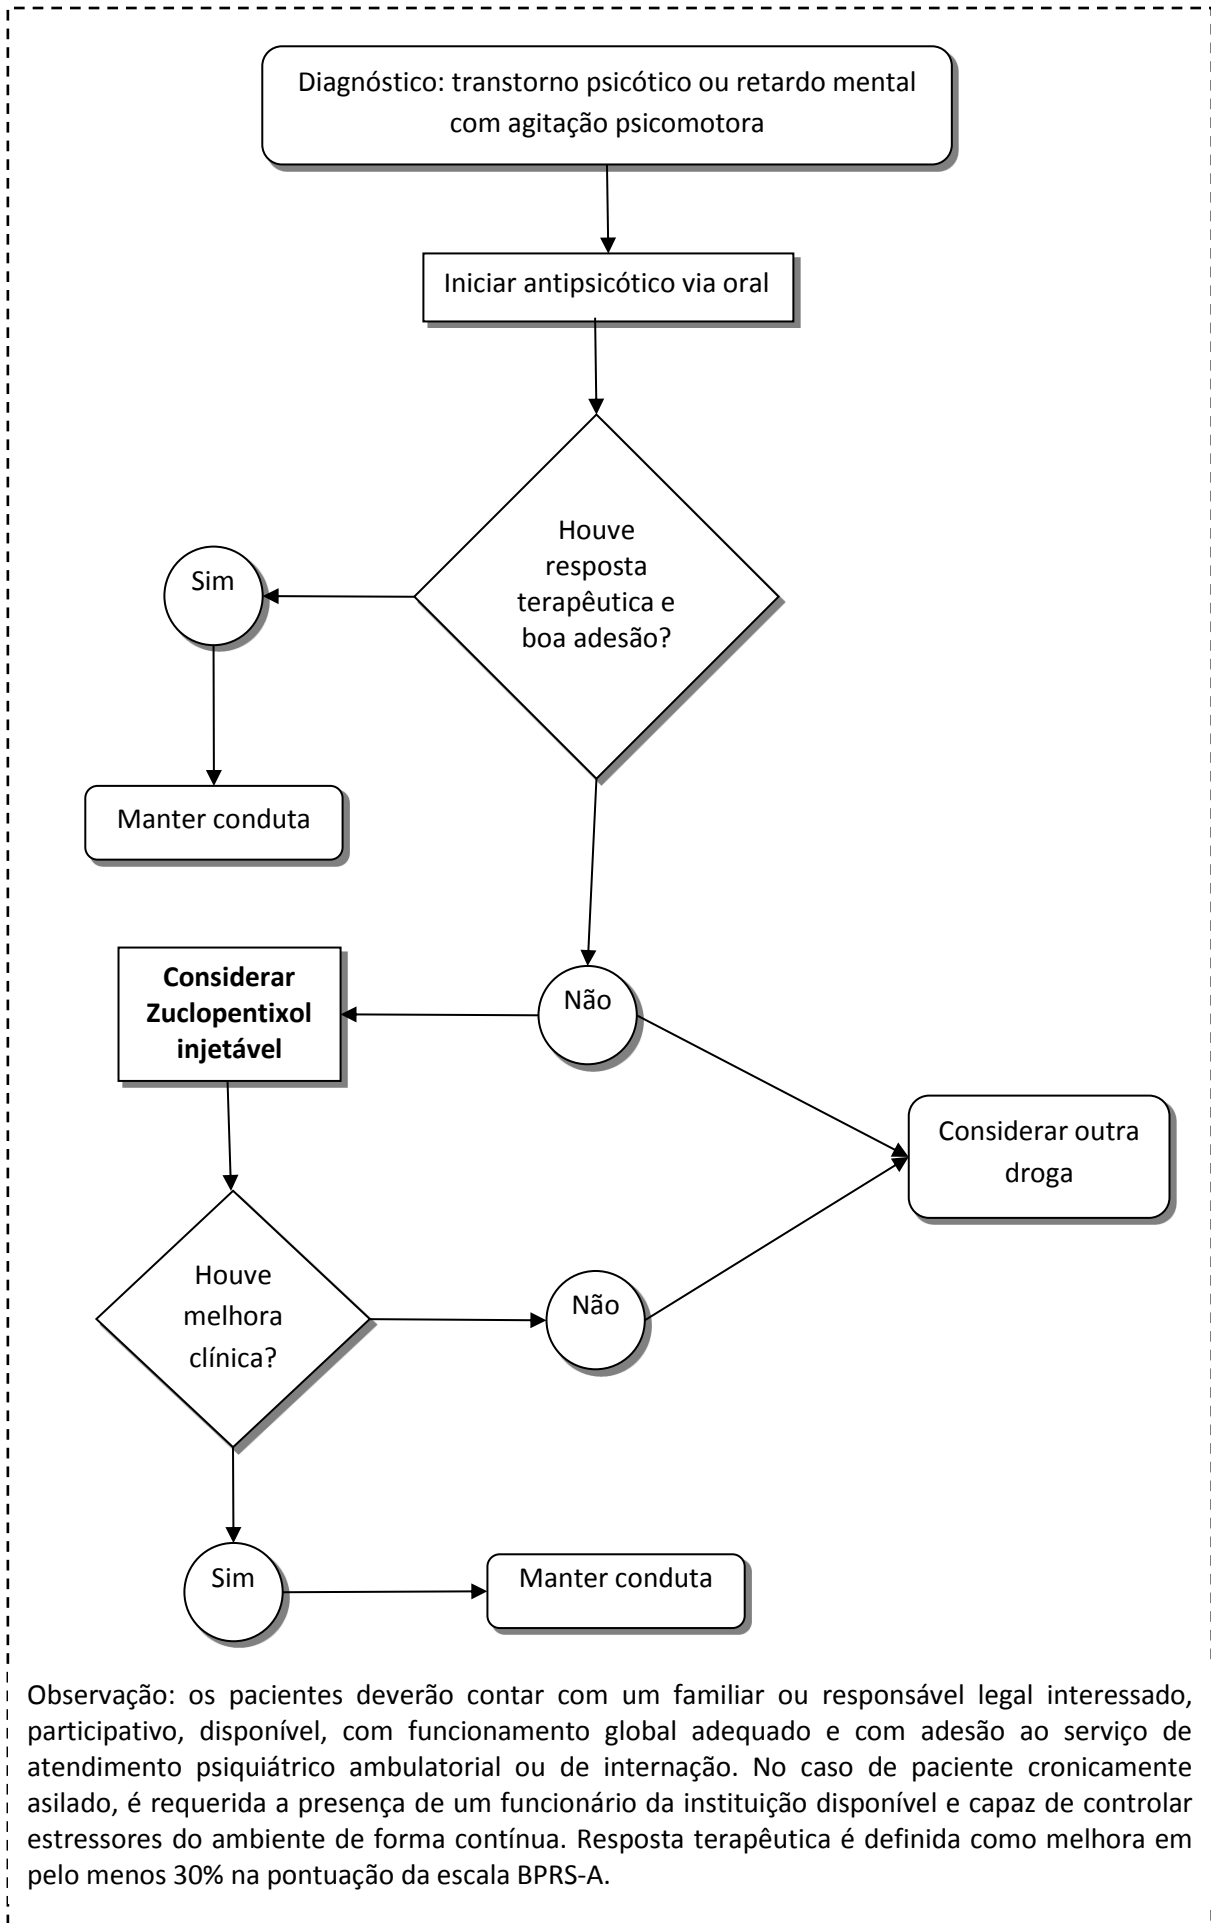 Diagnóstico: transtorno psicótico ou retardo mental
com agitação psicomotora
Iniciar antipsicótico via oral
Houve
resposta
terapêutica e
boa adesão?
Sim
Manter conduta
Não
Considerar
Zuclopentixol
injetável
Considerar outra
droga
Houve
melhora
clínica?
Não
Sim
Manter conduta
Observação: os pacientes deverão contar com um familiar ou responsável legal interessado,
participativo, disponível, com funcionamento global adequado e com adesão ao serviço de
atendimento psiquiátrico ambulatorial ou de internação. No caso de paciente cronicamente
asilado, é requerida a presença de um funcionário da instituição disponível e capaz de controlar
estressores do ambiente de forma contínua. Resposta terapêutica é definida como melhora em
pelo menos 30% na pontuação da escala BPRS-A.